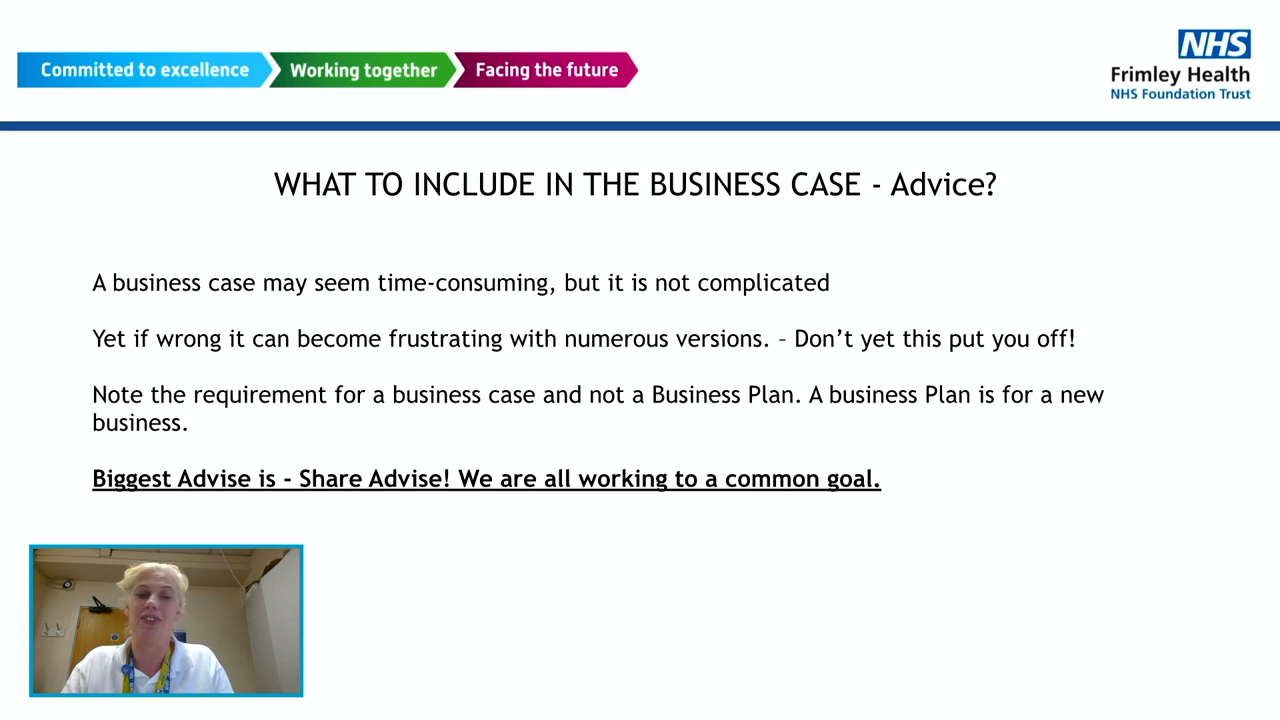 Committed to excellence
Working together
Facing the future
NHS
Frimley Health
NHS Foundation Trust
WHAT TO INCLUDE IN THE BUSINESS CASE - Advice?
A business case may seem time-consuming, but it is not complicated
Yet if wrong it can become frustrating with numerous versions. – Don’t yet this put you off!
Note the requirement for a business case and not a Business Plan. A business Plan is for a new
business.
Biggest Advise is - Share Advise! We are all working to a common goal.